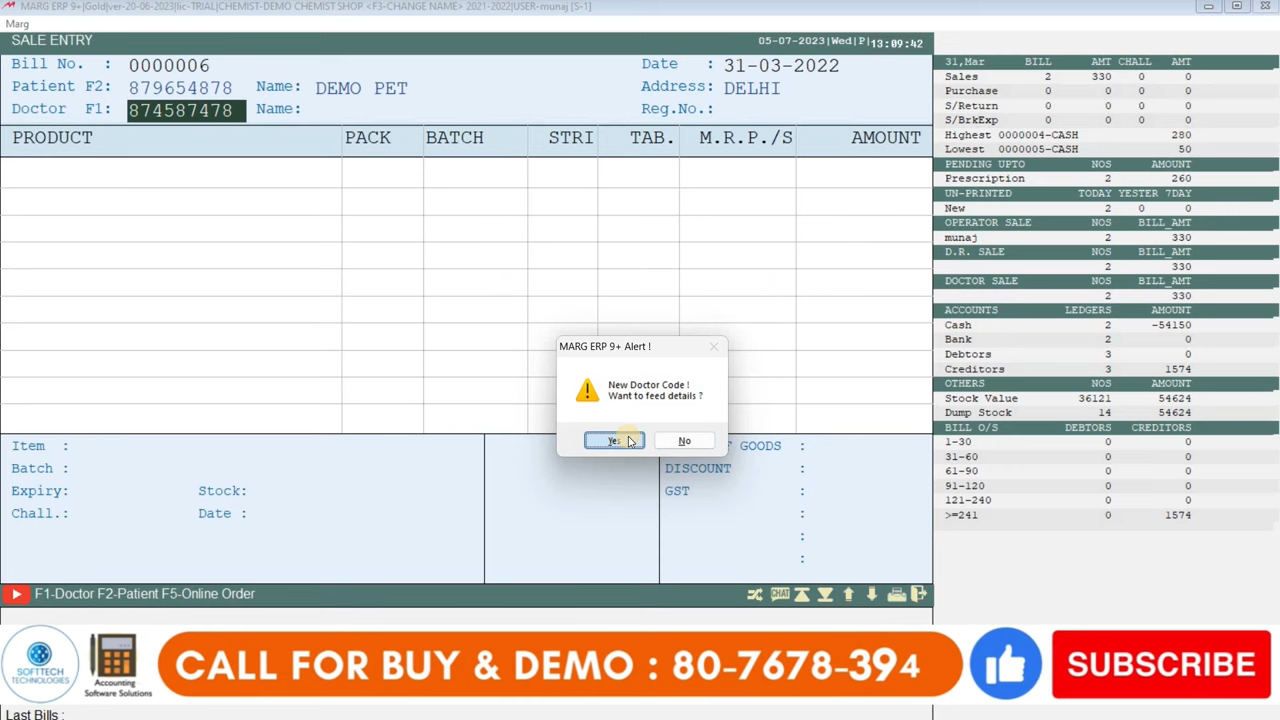 MARG ERP 9+|Gold|ver-20-06-2023|lic-TRIAL|CHEMIST-DEMO CHEMIST SHOP <F3-CHANGE NAME> 2021-2022|USER-munaj [S-1]
Marg
SALE ENTRY 05-07-2023|Wed|P|13:09:42
Bill No. : 0000006 Date : 31-03-2022
Patient F2: 879654878 Name: DEMO PET Address: DELHI
Doctor F1: 874587478 Name: Reg.No.:
PRODUCT PACK BATCH STRI TAB. M.R.P./S AMOUNT
31,Mar BILL AMT CHALL AMT
Sales 2 330 0 0
Purchase 0 0 0 0
S/Return 0 0 0 0
S/BrkExp 0 0 0 0
Highest 0000004-CASH 280
Lowest 0000005-CASH 50
PENDING UPTO NOS AMOUNT
Prescription 2 260
UN-PRINTED TODAY YESTER 7DAY
New 2 0 0
OPERATOR SALE NOS BILL_AMT
munaj 2 330
D.R. SALE NOS BILL_AMT
2 330
DOCTOR SALE NOS BILL_AMT
2 330
ACCOUNTS LEDGERS AMOUNT
Cash 2 -54150
Bank 2 0
Debtors 3 0
Creditors 3 1574
OTHERS NOS AMOUNT
Stock Value 36121 54624
Dump Stock 14 54624
BILL O/S DEBTORS CREDITORS
1-30 0 0
31-60 0 0
61-90 0 0
91-120 0 0
121-240 0 0
>=241 0 1574
MARG ERP 9+ Alert !
New Doctor Code !
Want to feed details ?
Yes No
Item : GOODS :
Batch : DISCOUNT :
Expiry: Stock: GST :
Chall.: Date : :
:
:
F1-Doctor F2-Patient F5-Online Order CHAT
SOFTTECH
TECHNOLOGIES
Accounting
Software Solutions
CALL FOR BUY & DEMO : 80-7678-394
SUBSCRIBE
Last Bills :